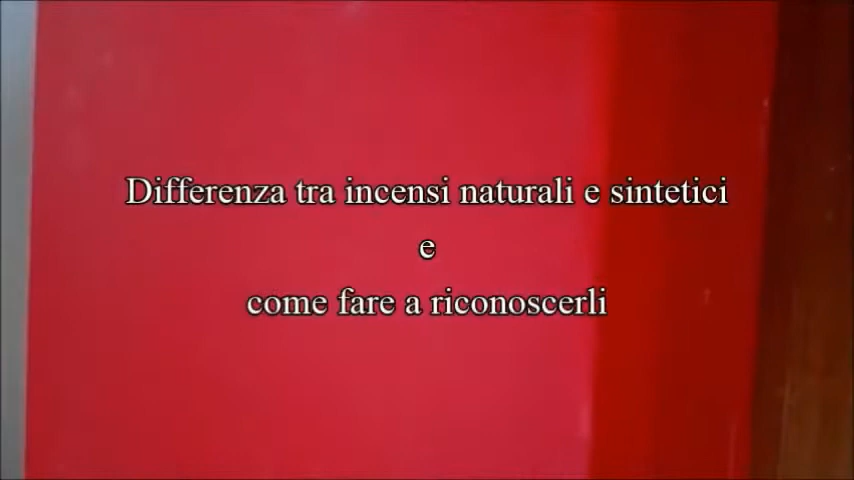 Differenza tra incensi naturali e sintetici
e
come fare a riconoscerli